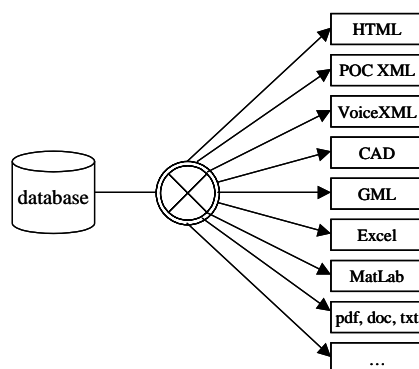 HTML
POC XML
VoiceXML
CAD
database
GML
Excel
MatLab
pdf, doc, txt
...